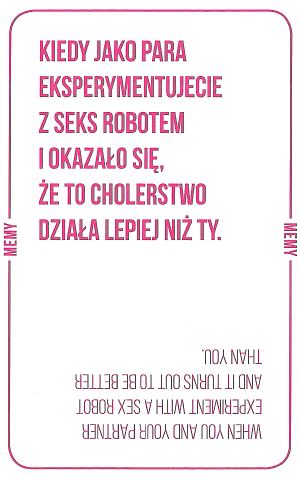 KIEDY JAKO PARA
EKSPERYMENTUJECIE
Z SEKS ROBOTEM
I OKAZAŁO SIĘ,
ŻE TO CHOLERSTWO
DZIAŁA LEPIEJ NIŻ TY.
MEMY
MEMY
WHEN YOU AND YOUR PARTNER
EXPERIMENT WITH A SEX ROBOT
AND IT TURNS OUT TO BE BETTER
THAN YOU.